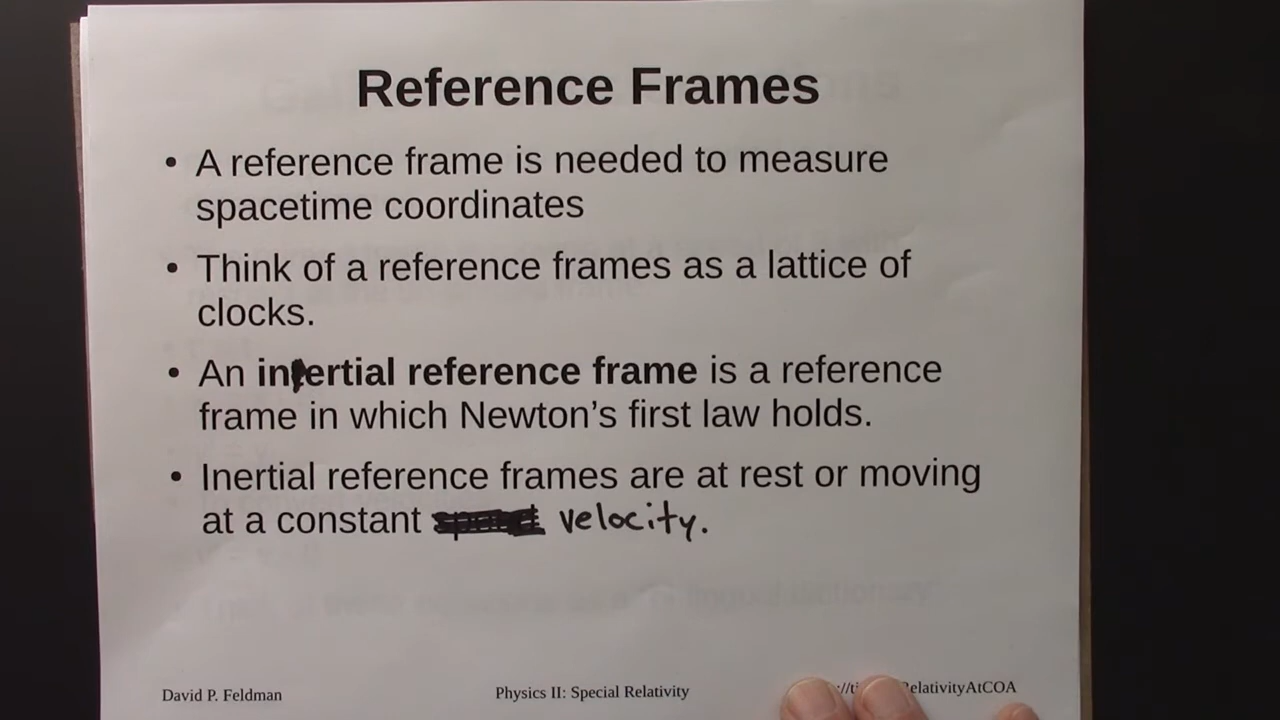 Reference Frames
• A reference frame is needed to measure
spacetime coordinates
• Think of a reference frames as a lattice of
clocks.
• An inertial reference frame is a reference
frame in which Newton’s first law holds.
• Inertial reference frames are at rest or moving
at a constant velocity.
David P. Feldman
Physics II: Special Relativity
RelativityAtCOA